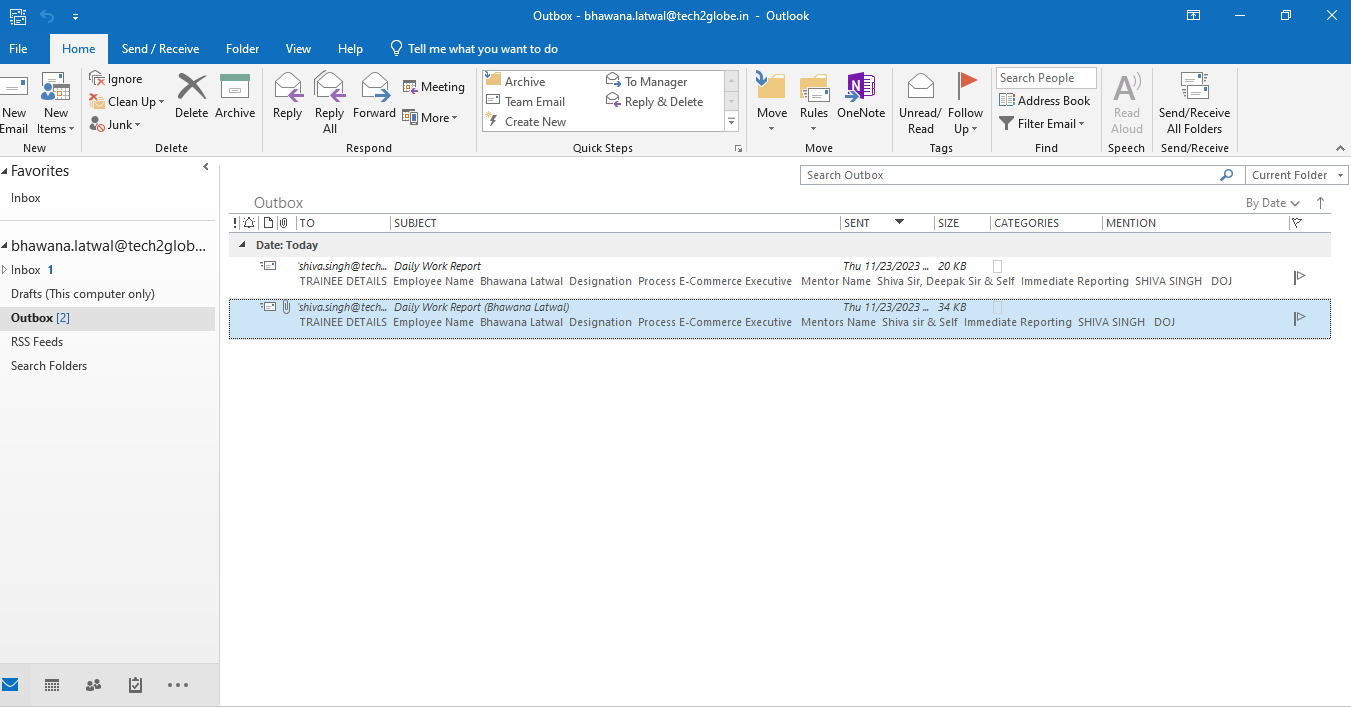 Outbox - bhawana.latwal@tech2globe.in - Outlook
File Home Send / Receive Folder View Help Tell me what you want to do
New Email
New Items
New
Ignore
Clean Up
Junk
Delete
Archive
Delete
Reply
Reply All
Forward
Meeting
More
Respond
Archive
Team Email
Create New
To Manager
Reply & Delete
Quick Steps
Move
Rules
OneNote
Move
Unread/ Read
Follow Up
Tags
Search People
Address Book
Filter Email
Find
Read Aloud
Speech
Send/Receive All Folders
Send/Receive
Favorites
Inbox
bhawana.latwal@tech2glob...
Inbox 1
Drafts (This computer only)
Outbox [2]
RSS Feeds
Search Folders
Search Outbox Current Folder
Outbox By Date
! TO SUBJECT SENT SIZE CATEGORIES MENTION
Date: Today
'shiva.singh@tech... Daily Work Report Thu 11/23/2023 ... 20 KB
TRAINEE DETAILS Employee Name Bhawana Latwal Designation Process E-Commerce Executive Mentor Name Shiva Sir, Deepak Sir & Self Immediate Reporting SHIVA SINGH DOJ
'shiva.singh@tech... Daily Work Report (Bhawana Latwal) Thu 11/23/2023 ... 34 KB
TRAINEE DETAILS Employee Name Bhawana Latwal Designation Process E-Commerce Executive Mentors Name Shiva sir & Self Immediate Reporting SHIVA SINGH DOJ